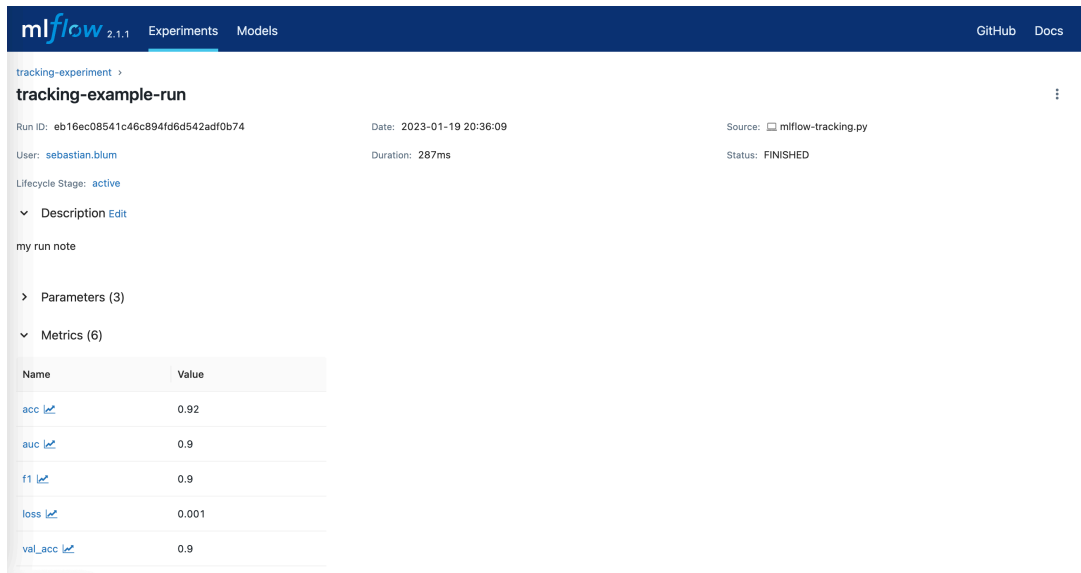 mlflow 2.1.1 Experiments Models GitHub Docs
tracking-experiment >
tracking-example-run
Run ID: eb16ec08541c46c894fd6d542adf0b74 Date: 2023-01-19 20:36:09 Source: mlflow-tracking.py
User: sebastian.blum Duration: 287ms Status: FINISHED
Lifecycle Stage: active
Description Edit
my run note
Parameters (3)
Metrics (6)
Name Value
acc 0.92
auc 0.9
f1 0.9
loss 0.001
val_acc 0.9